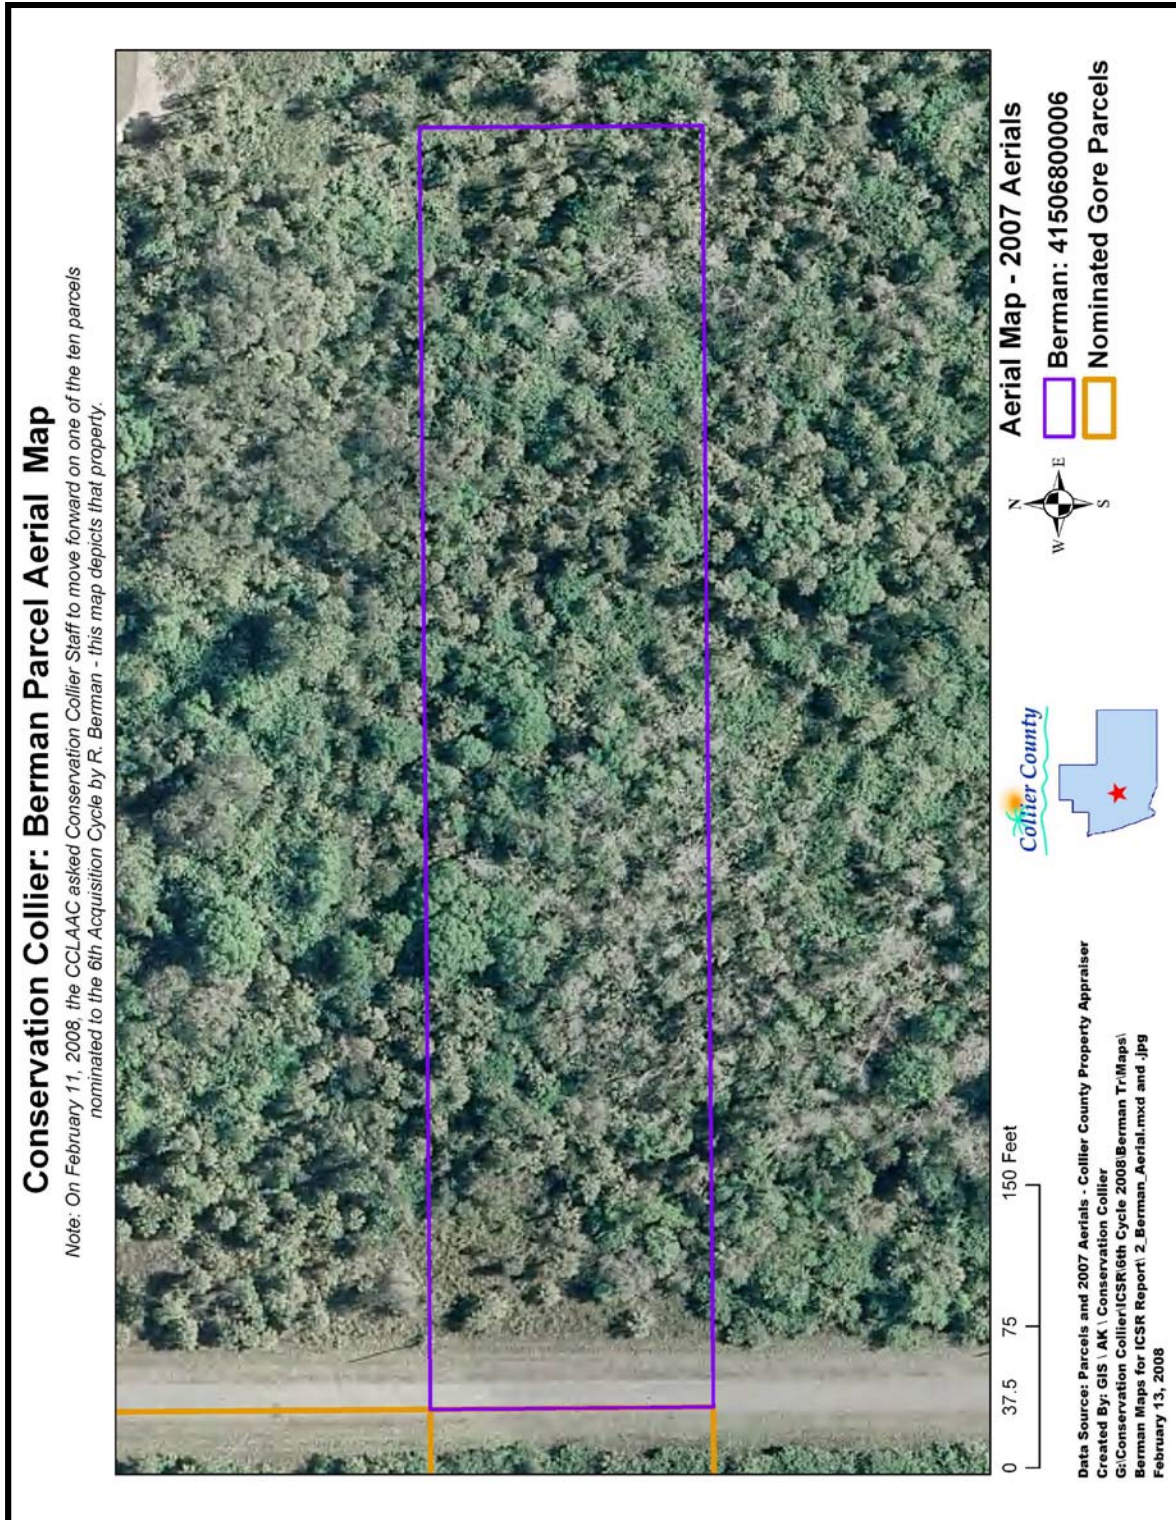 Conservation Collier: Berman Parcel Aerial Map
Note: On February 11, 2008, the CCLAAC asked Conservation Collier Staff to move forward on one of the ten parcels
nominated to the 6th Acquisition Cycle by R. Berman - this map depicts that property.
0 37.5 75 150 Feet
Data Source: Parcels and 2007 Aerials - Collier County Property Appraiser
Created By: GIS \ AK \ Conservation Collier
G:\Conservation Collier\ICSR\6th Cycle 2008\Berman Tr\Maps\
Berman Maps for ICSR Report\ 2_Berman_Aerial.mxd and .jpg
February 13, 2008
Collier County
N
W
E
S
Aerial Map - 2007 Aerials
Berman: 41506800006
Nominated Gore Parcels